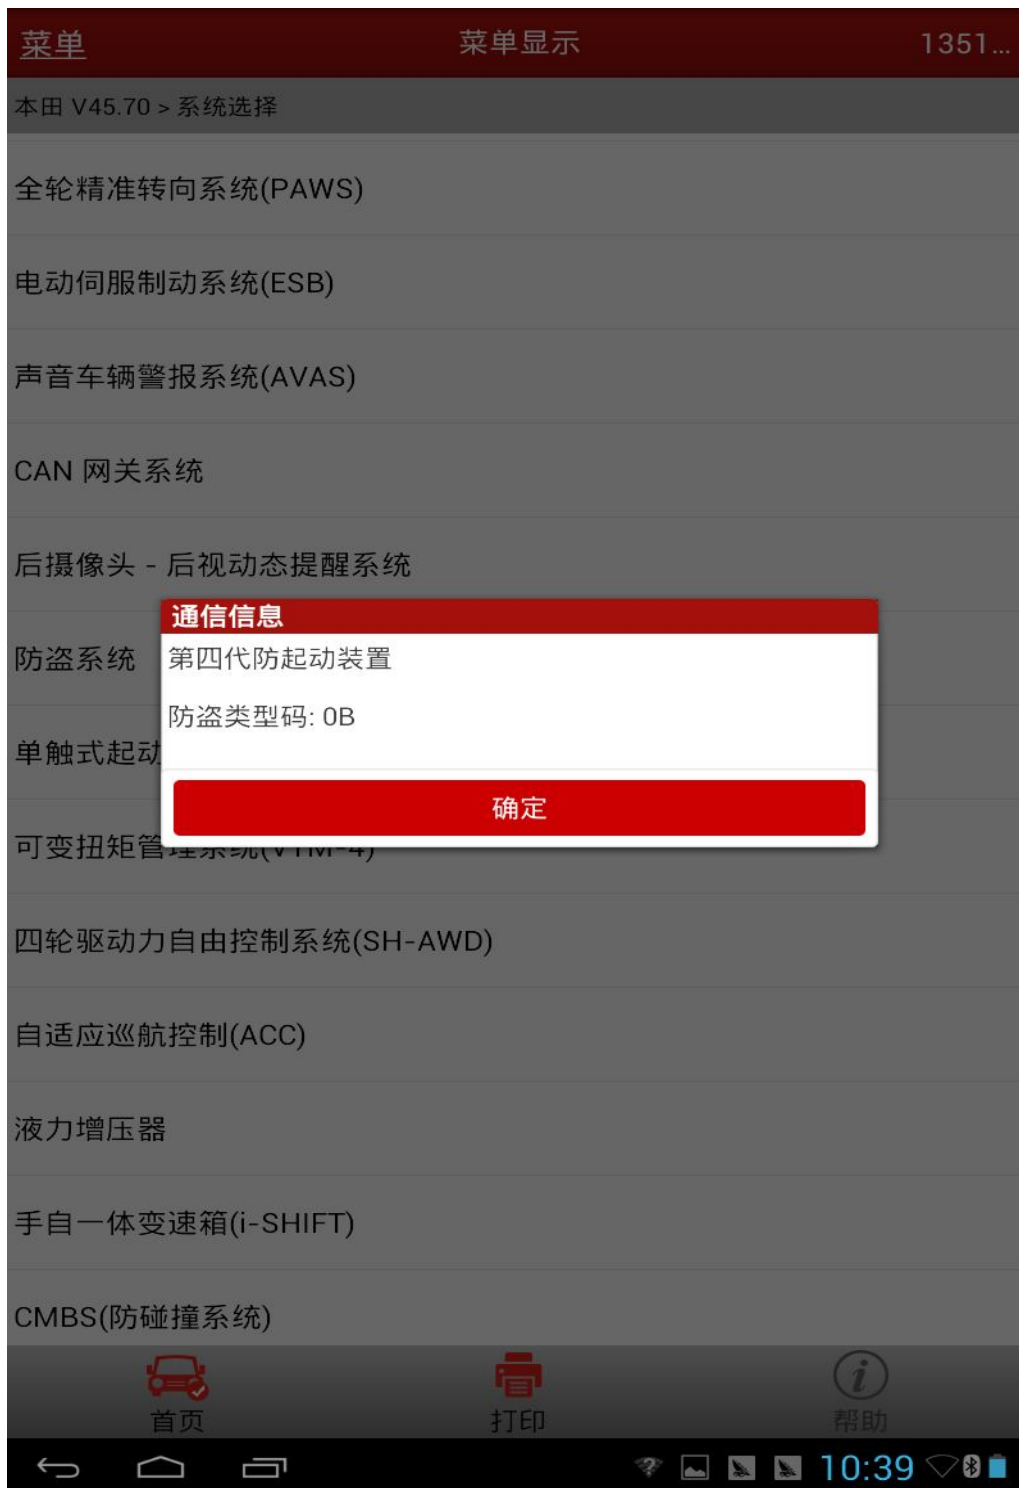 菜单 菜单显示 1351...
本田 V45.70 > 系统选择
全轮精准转向系统(PAWS)
电动伺服制动系统(ESB)
声音车辆警报系统(AVAS)
CAN 网关系统
后摄像头 - 后视动态提醒系统
通信信息
防盗系统
第四代防起动装置
防盗类型码: 0B
单触式起动
确定
可变扭矩管理系统(VTM-4)
四轮驱动力自由控制系统(SH-AWD)
自适应巡航控制(ACC)
液力增压器
手自一体变速箱(i-SHIFT)
CMBS(防碰撞系统)
首页 打印 帮助
10:39